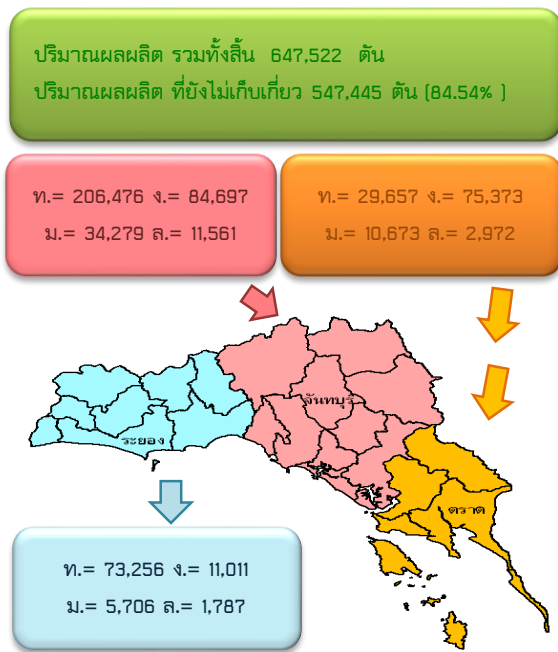 ปริมาณผลผลิต รวมทั้งสิ้น 647,522 ตัน
ปริมาณผลผลิต ที่ยังไม่เก็บเกี่ยว 547,445 ตัน (84.54% )
ท.= 206,476 ง.= 84,697
ม.= 34,279 ล.= 11,561
ท.= 29,657 ง.= 75,373
ม.= 10,673 ล.= 2,972
จันทบุรี
ระยอง
ตราด
ท.= 73,256 ง.= 11,011
ม.= 5,706 ล.= 1,787